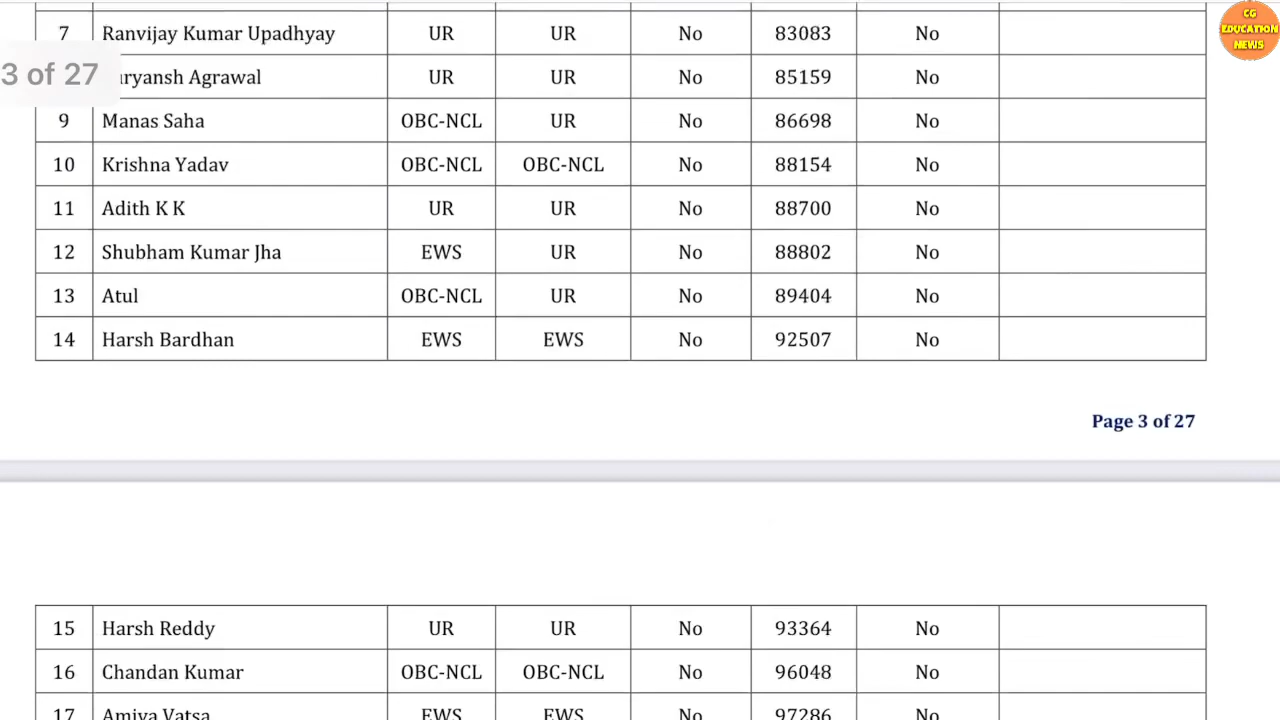 7 Ranvijay Kumar Upadhyay UR UR No 83083 No
CG EDUCATION NEWS
3 of 27
Agrawal UR UR No 85159 No
9 Manas Saha OBC-NCL UR No 86698 No
10 Krishna Yadav OBC-NCL OBC-NCL No 88154 No
11 Adith K K UR UR No 88700 No
12 Shubham Kumar Jha EWS UR No 88802 No
13 Atul OBC-NCL UR No 89404 No
14 Harsh Bardhan EWS EWS No 92507 No
Page 3 of 27
15 Harsh Reddy UR UR No 93364 No
16 Chandan Kumar OBC-NCL OBC-NCL No 96048 No
17 Amiya Vatsa EWS EWS No 97286 No